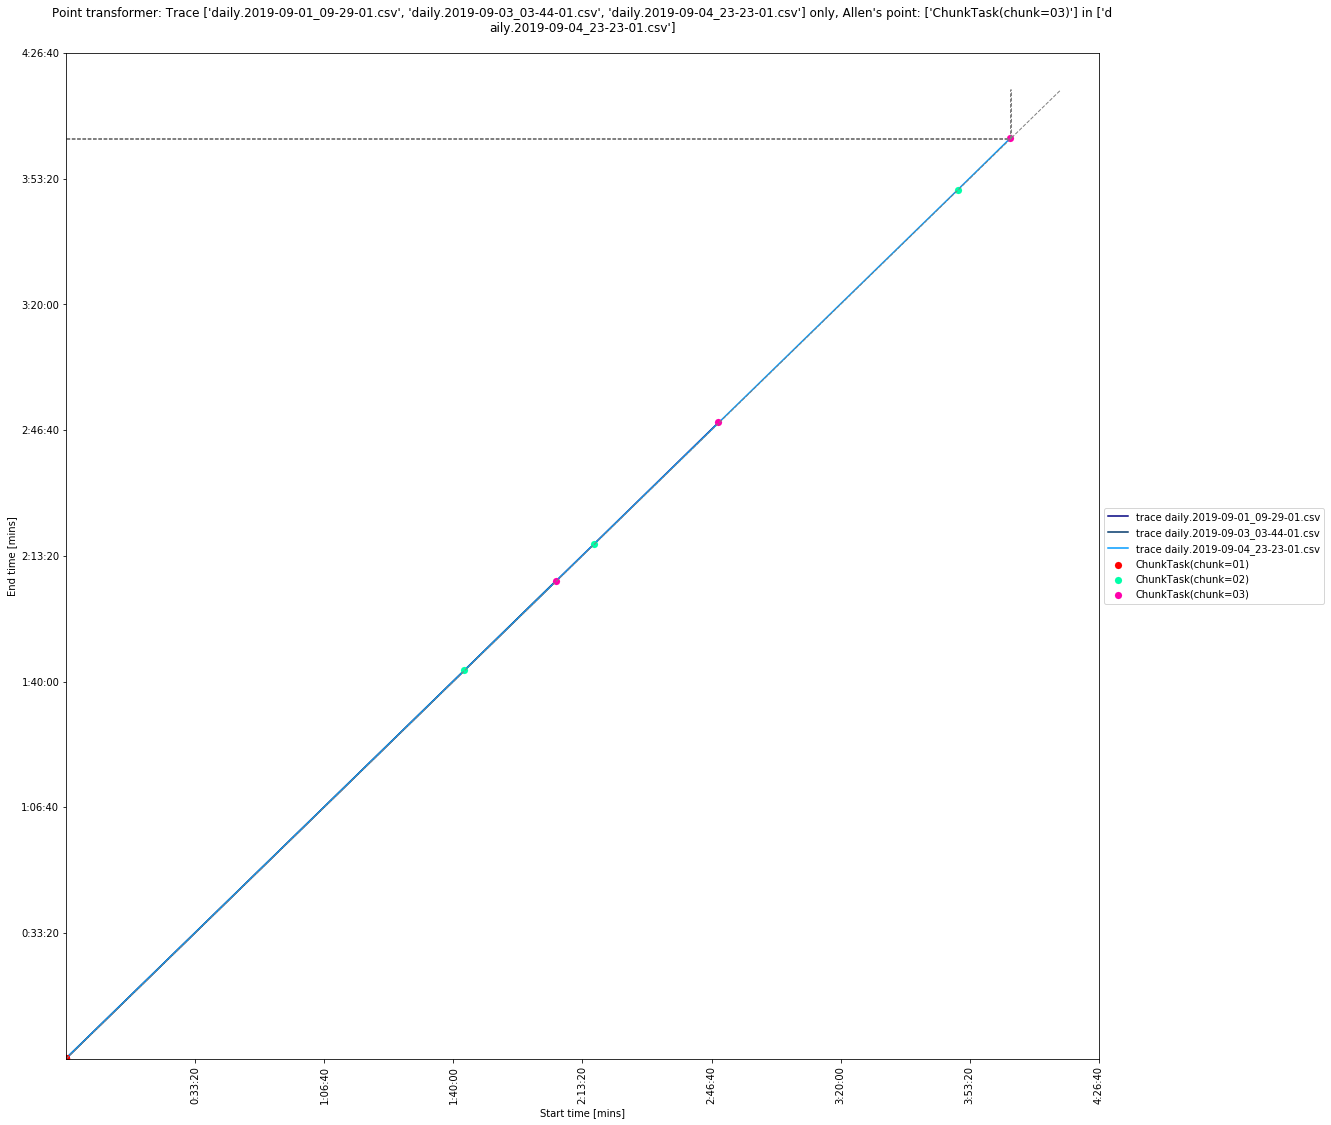 Point transformer: Trace ['daily.2019-09-01_09-29-01.csv', 'daily.2019-09-03_03-44-01.csv', 'daily.2019-09-04_23-23-01.csv'] only, Allen's point: ['ChunkTask(chunk=03)'] in ['d
aily.2019-09-04_23-23-01.csv']
4:26:40
3:53:20
3:20:00
2:46:40
2:13:20
1:40:00
1:06:40
0:33:20
End time [mins]
trace daily.2019-09-01_09-29-01.csv
trace daily.2019-09-03_03-44-01.csv
trace daily.2019-09-04_23-23-01.csv
ChunkTask(chunk=01)
ChunkTask(chunk=02)
ChunkTask(chunk=03)
0:33:20
1:06:40
1:40:00
2:13:20
2:46:40
3:20:00
3:53:20
4:26:40
Start time [mins]